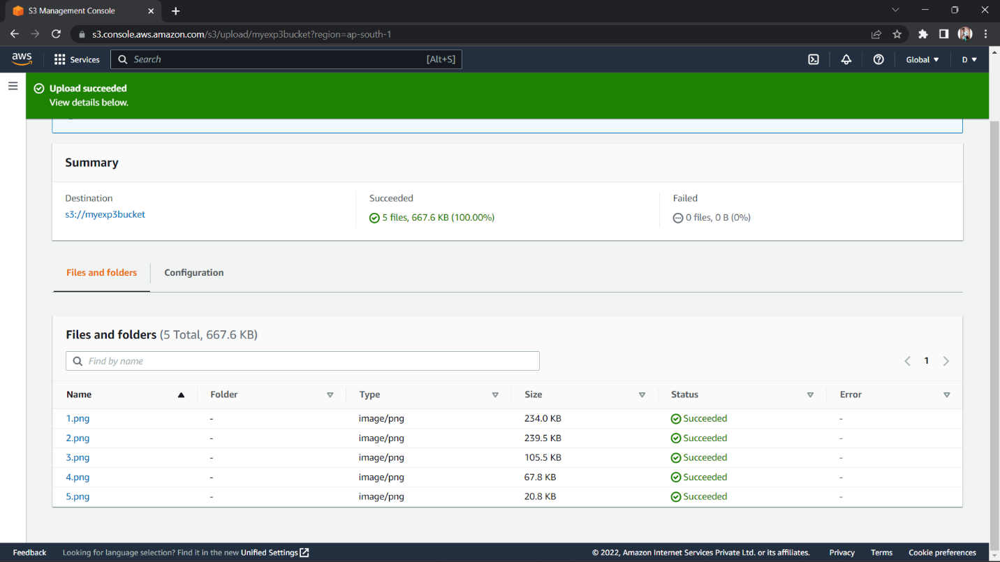 S3 Management Console
s3.console.aws.amazon.com/s3/upload/myexp3bucket?region=ap-south-1
aws Services Search [Alt+S] Global D
Upload succeeded
View details below.
Summary
Destination Succeeded Failed
s3://myexp3bucket 5 files, 667.6 KB (100.00%) 0 files, 0 B (0%)
Files and folders Configuration
Files and folders (5 Total, 667.6 KB)
Find by name 1
Name Folder Type Size Status Error
1.png - image/png 234.0 KB Succeeded -
2.png - image/png 239.5 KB Succeeded -
3.png - image/png 105.5 KB Succeeded -
4.png - image/png 67.8 KB Succeeded -
5.png - image/png 20.8 KB Succeeded -
Feedback Looking for language selection? Find it in the new Unified Settings © 2022, Amazon Internet Services Private Ltd. or its affiliates. Privacy Terms Cookie preferences